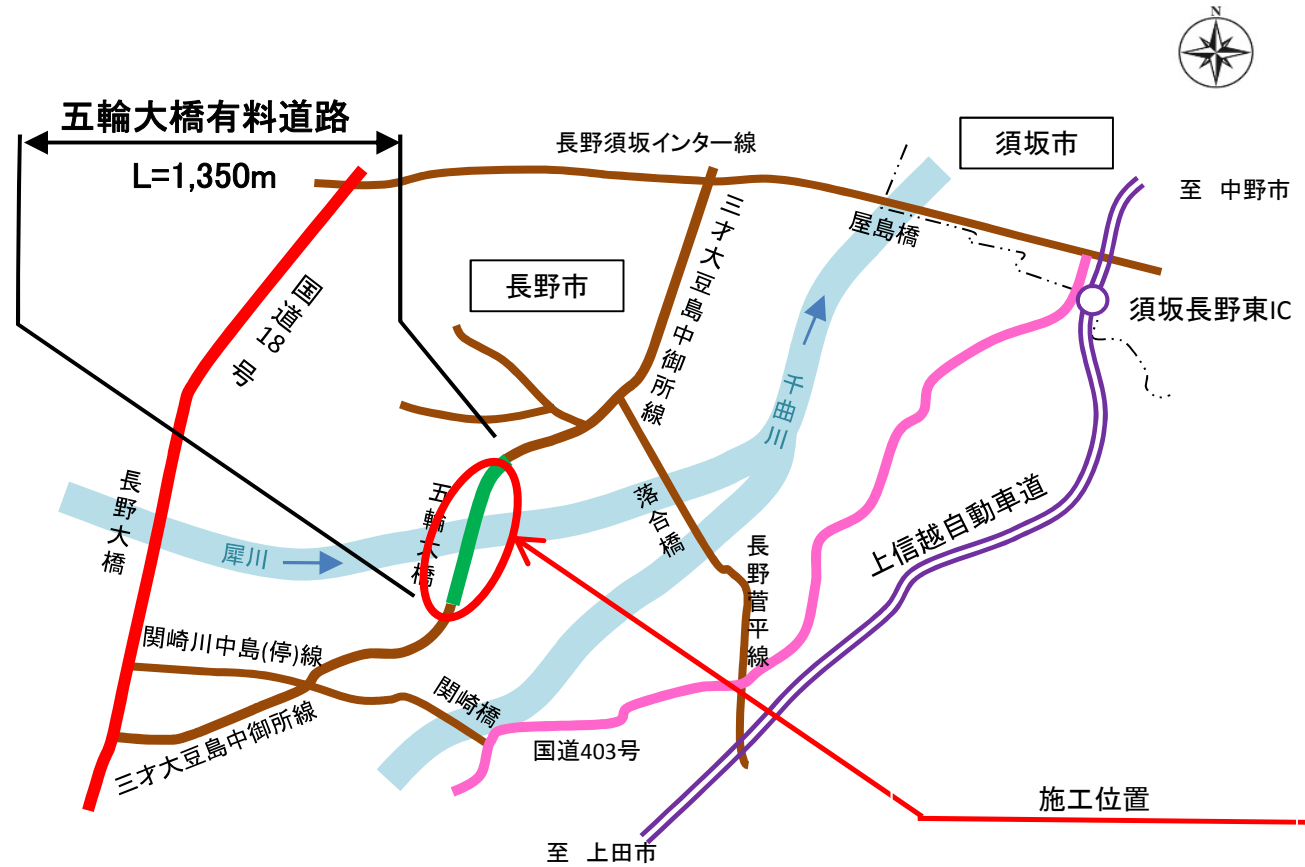 N
五輪大橋有料道路
L=1,350m
長野須坂インター線
須坂市
至 中野市
屋島橋
三才大豆島中御所線
長野市
国道18号
須坂長野東IC
千曲川
長野大橋
五輪大橋
落合橋
上信越自動車道
犀川
長野菅平線
関崎川中島(停)線
関崎橋
三才大豆島中御所線
国道403号
施工位置
至 上田市